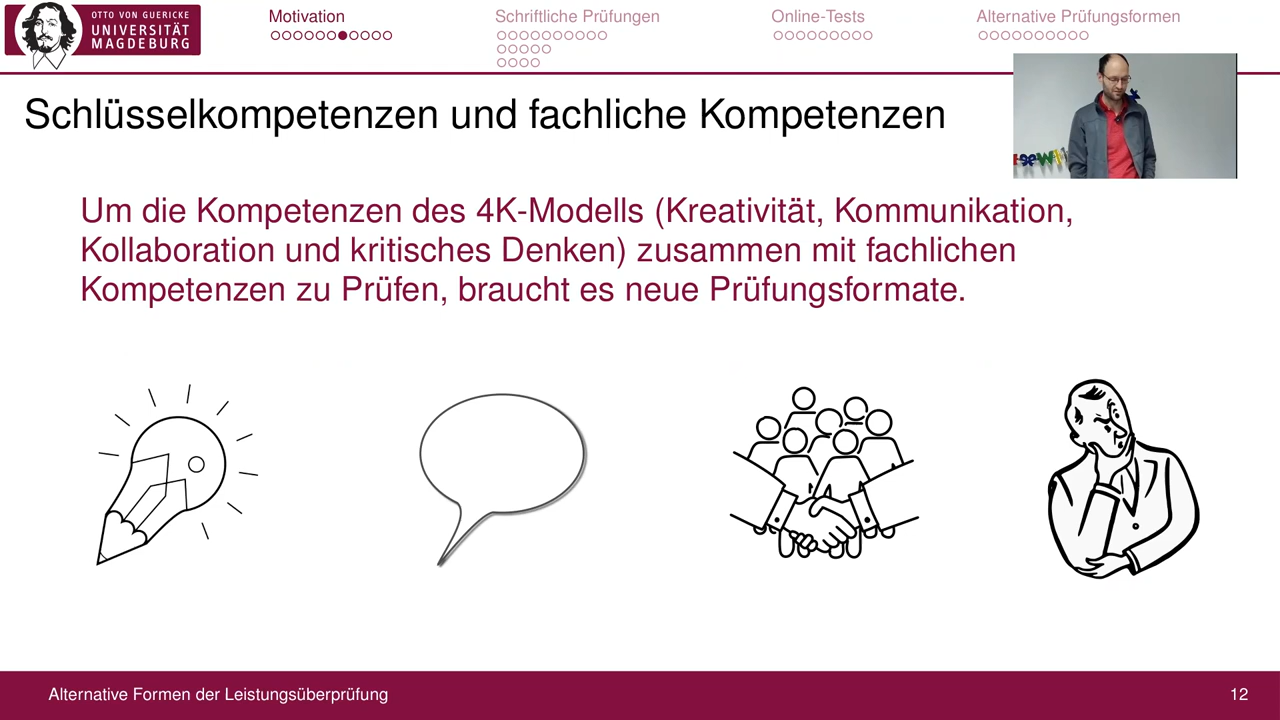 OTTO VON GUERICKE
UNIVERSITÄT
MAGDEBURG
Motivation
Schriftliche Prüfungen
Online-Tests
Alternative Prüfungsformen
Schlüsselkompetenzen und fachliche Kompetenzen
Um die Kompetenzen des 4K-Modells (Kreativität, Kommunikation,
Kollaboration und kritisches Denken) zusammen mit fachlichen
Kompetenzen zu Prüfen, braucht es neue Prüfungsformate.
Alternative Formen der Leistungsüberprüfung
12